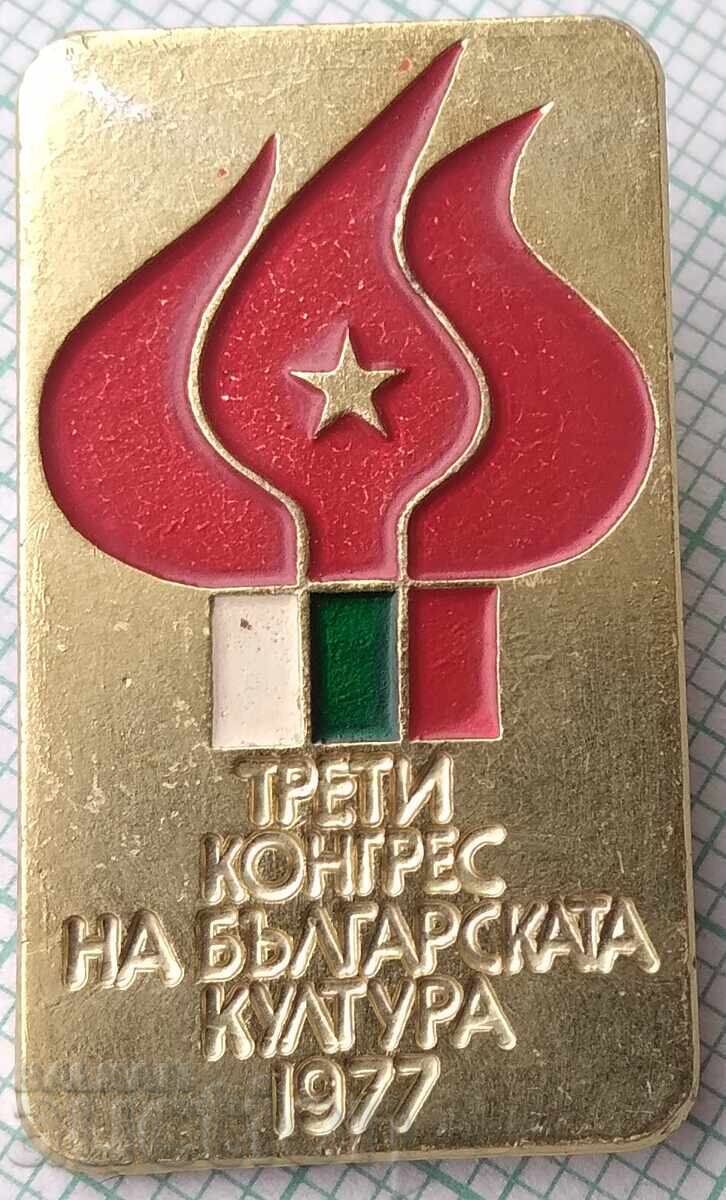 ТРЕТИ
КОНГРЕС
НА БЪЛГАРСКАТА
КУЛТУРА
1977